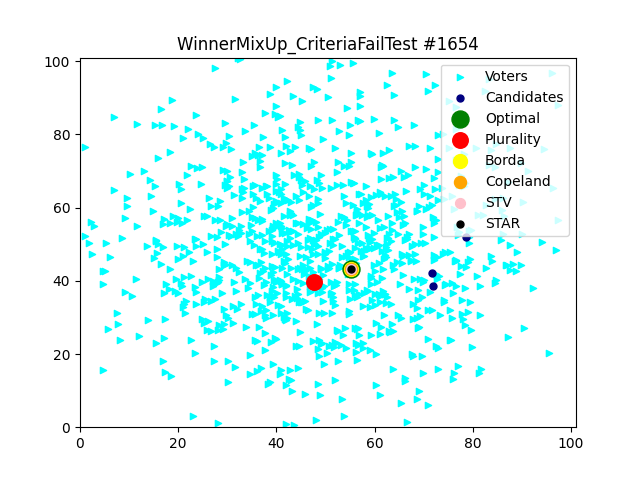 WinnerMixUp_CriteriaFailTest #1654
100
80
60
40
20
0
0
20
40
60
80
100
Voters
Candidates
Optimal
Plurality
Borda
Copeland
STV
STAR